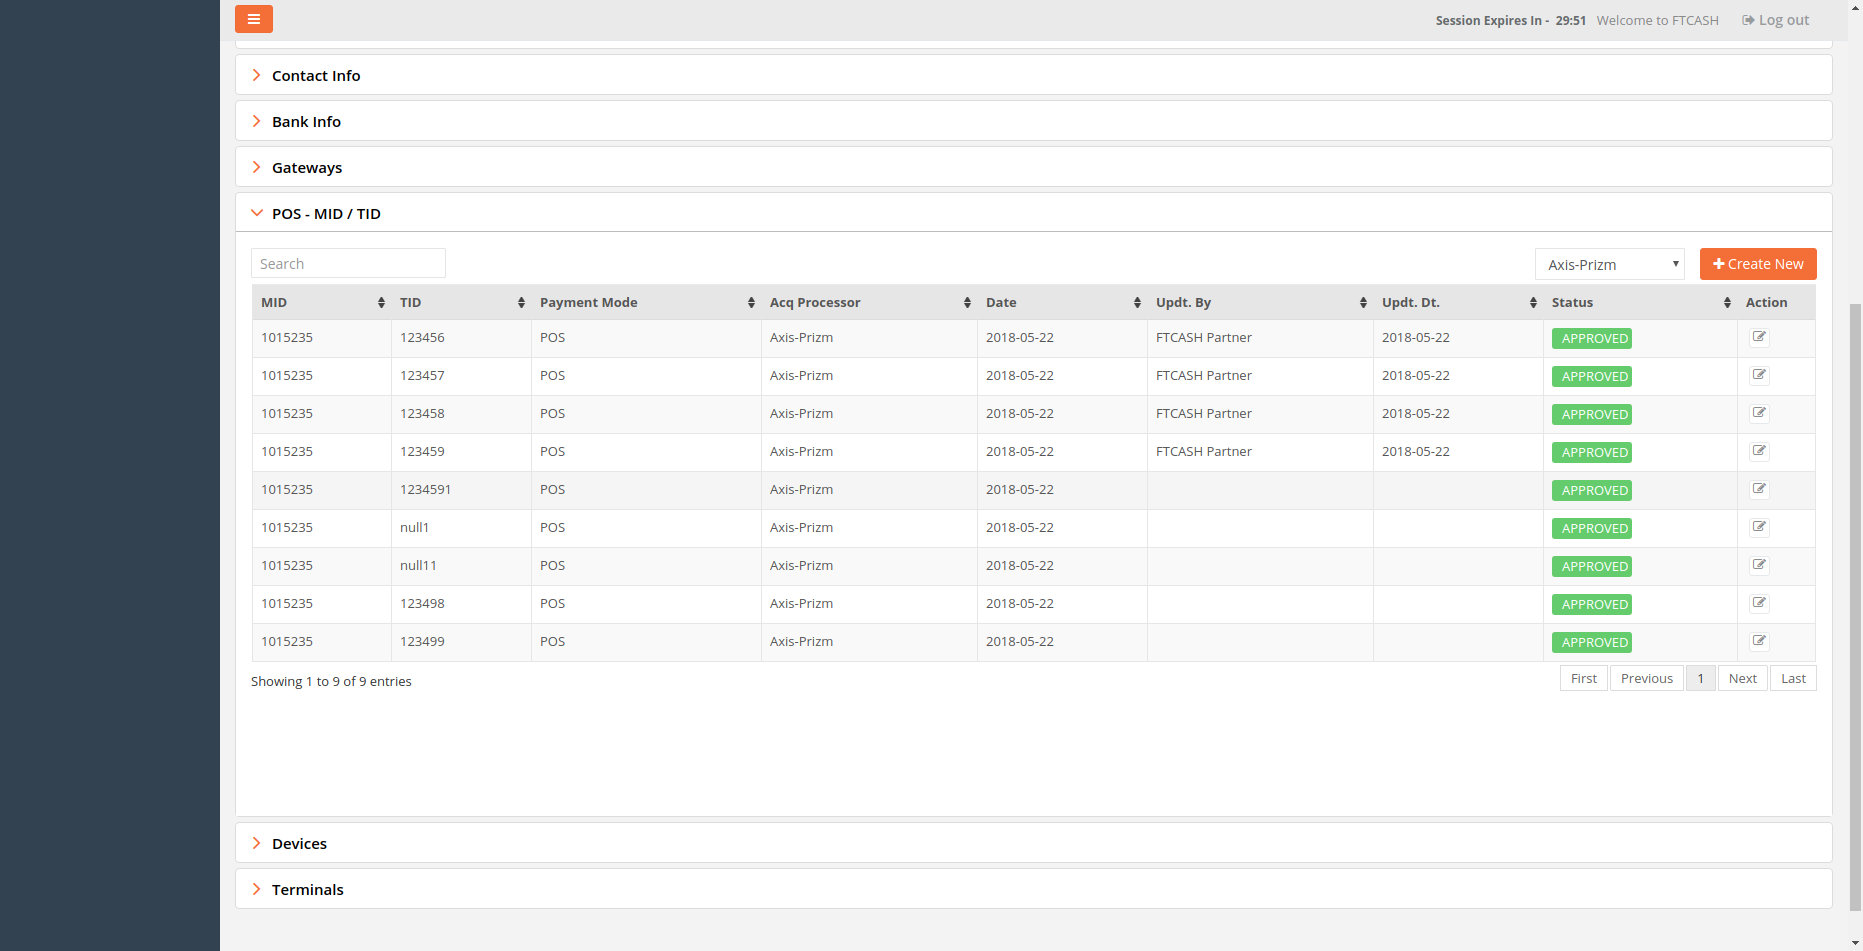 Session Expires In - 29:51 Welcome to FTCASH Log out
Contact Info
Bank Info
Gateways
POS - MID / TID
Search Axis-Prizm Create New
MID TID Payment Mode Acq Processor Date Updt. By Updt. Dt. Status Action
1015235 123456 POS Axis-Prizm 2018-05-22 FTCASH Partner 2018-05-22 APPROVED
1015235 123457 POS Axis-Prizm 2018-05-22 FTCASH Partner 2018-05-22 APPROVED
1015235 123458 POS Axis-Prizm 2018-05-22 FTCASH Partner 2018-05-22 APPROVED
1015235 123459 POS Axis-Prizm 2018-05-22 FTCASH Partner 2018-05-22 APPROVED
1015235 1234591 POS Axis-Prizm 2018-05-22 APPROVED
1015235 null1 POS Axis-Prizm 2018-05-22 APPROVED
1015235 null11 POS Axis-Prizm 2018-05-22 APPROVED
1015235 123498 POS Axis-Prizm 2018-05-22 APPROVED
1015235 123499 POS Axis-Prizm 2018-05-22 APPROVED
Showing 1 to 9 of 9 entries First Previous 1 Next Last
Devices
Terminals